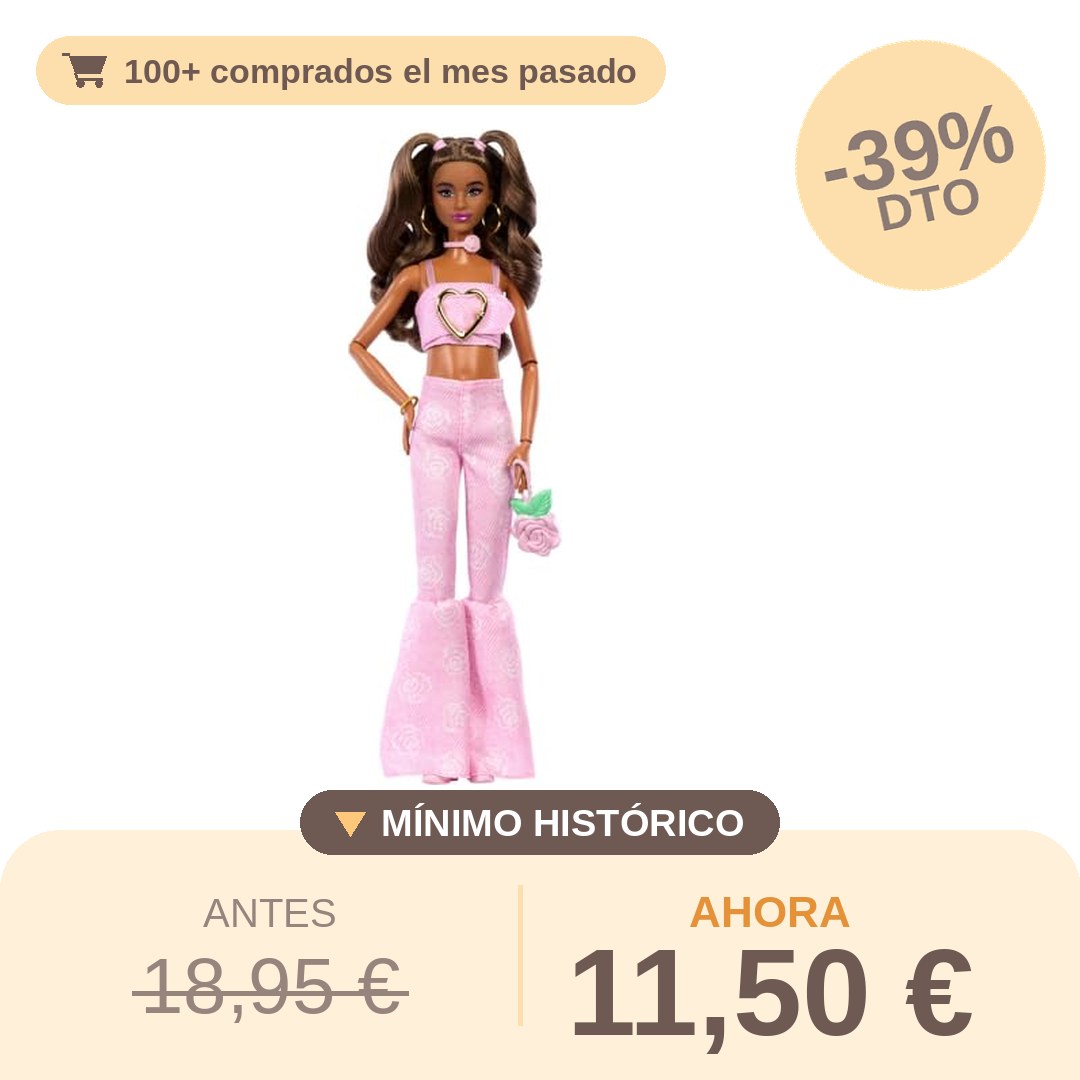 100+ comprados el mes pasado
-39%
DTO
MÍNIMO HISTÓRICO
ANTES
18,95 €
AHORA
11,50 €